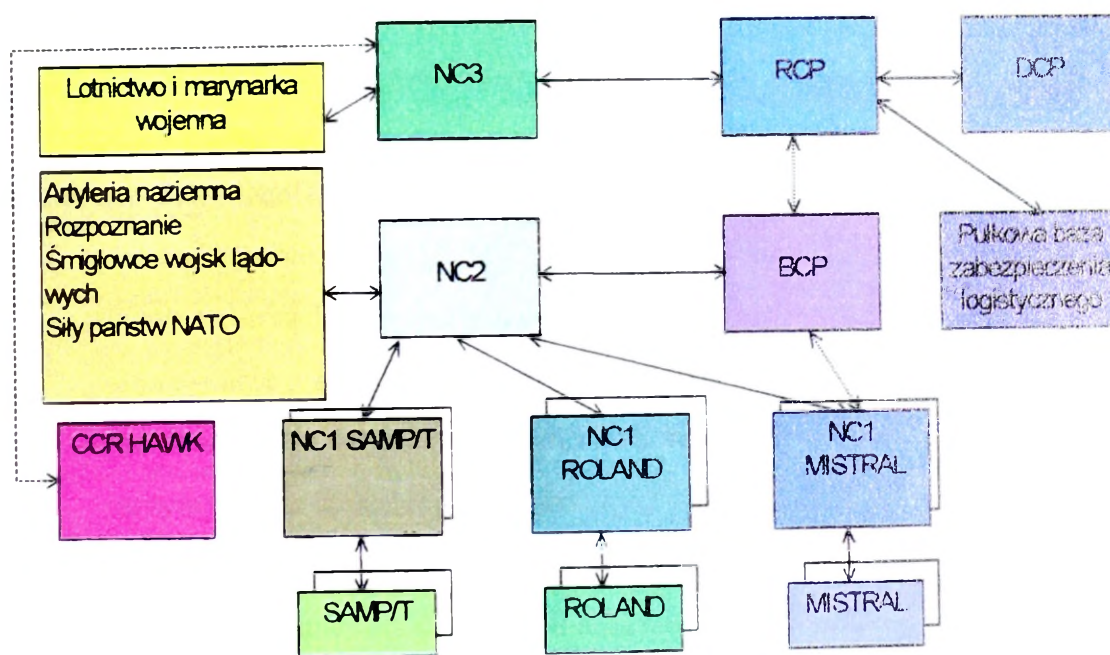 NC3
RCP
DCP
Lotnictwo i marynarka
wojenna
Artyleria naziemna
Rozpoznanie
Śmigłowce wojsk lądo-
wych
Siły państw NATO
NC2
BCP
Pułkowa baza
zabezpieczenia
logistycznego
CCR HAWK
NC1 SAMP/T
NC1
ROLAND
NC1
MISTRAL
SAMP/T
ROLAND
MISTRAL